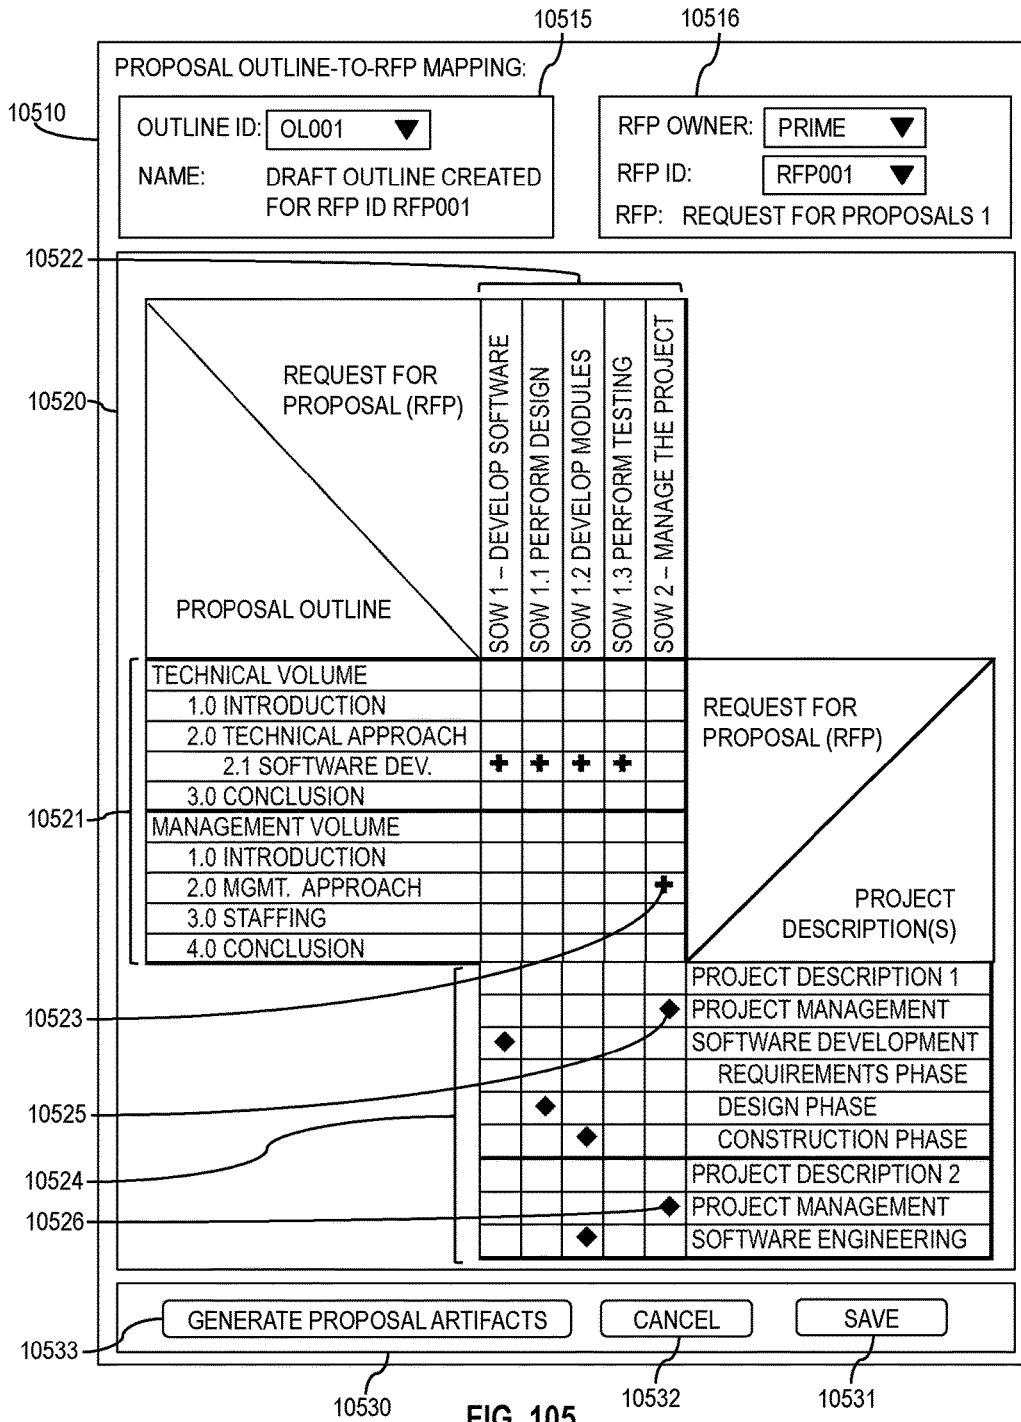 10515
10516
PROPOSAL OUTLINE-TO-RFP MAPPING:
10510
OUTLINE ID: OL001
NAME: DRAFT OUTLINE CREATED
FOR RFP ID RFP001
RFP OWNER: PRIME
RFP ID: RFP001
RFP: REQUEST FOR PROPOSALS 1
10522
10520
REQUEST FOR
PROPOSAL (RFP)
PROPOSAL OUTLINE
SOW 1 – DEVELOP SOFTWARE
SOW 1.1 PERFORM DESIGN
SOW 1.2 DEVELOP MODULES
SOW 1.3 PERFORM TESTING
SOW 2 – MANAGE THE PROJECT
10521
TECHNICAL VOLUME
1.0 INTRODUCTION
2.0 TECHNICAL APPROACH
2.1 SOFTWARE DEV.
3.0 CONCLUSION
MANAGEMENT VOLUME
1.0 INTRODUCTION
2.0 MGMT. APPROACH
3.0 STAFFING
4.0 CONCLUSION
REQUEST FOR
PROPOSAL (RFP)
PROJECT
DESCRIPTION(S)
10523
10525
10524
10526
PROJECT DESCRIPTION 1
PROJECT MANAGEMENT
SOFTWARE DEVELOPMENT
REQUIREMENTS PHASE
DESIGN PHASE
CONSTRUCTION PHASE
PROJECT DESCRIPTION 2
PROJECT MANAGEMENT
SOFTWARE ENGINEERING
GENERATE PROPOSAL ARTIFACTS
CANCEL
SAVE
10533
10530
10532
10531
FIG. 105